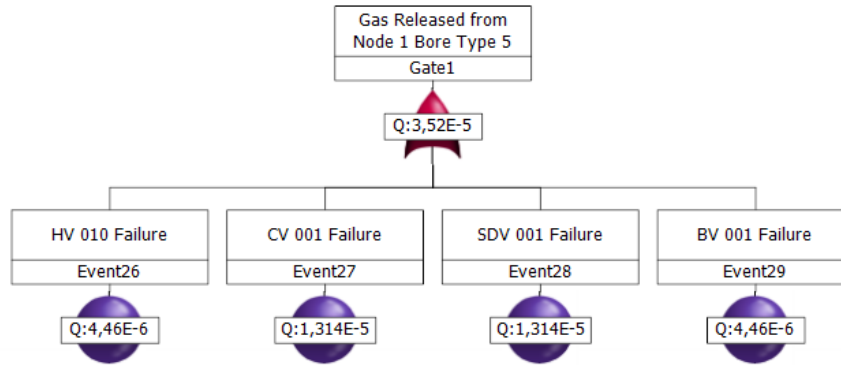 Gas Released from
Node 1 Bore Type 5
Gate1
Q:3,52E-5
HV 010 Failure
CV 001 Failure
SDV 001 Failure
BV 001 Failure
Event26
Event27
Event28
Event29
Q:4,46E-6
Q:1,314E-5
Q:1,314E-5
Q:4,46E-6